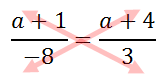 a + 1 / -8 = a + 4 / 3